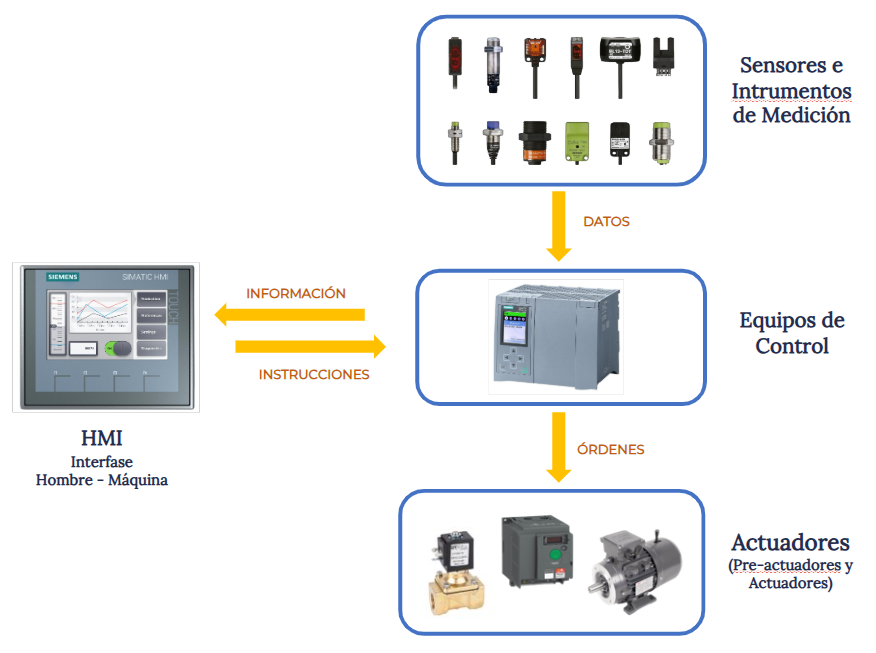 Sensores e
Intrumentos
de Medición
DATOS
SIEMENS
SIMATIC HMI
TOUCH
INFORMACIÓN
INSTRUCCIONES
Equipos de
Control
HMI
Interfase
Hombre - Máquina
ÓRDENES
Actuadores
(Pre-actuadores y
Actuadores)